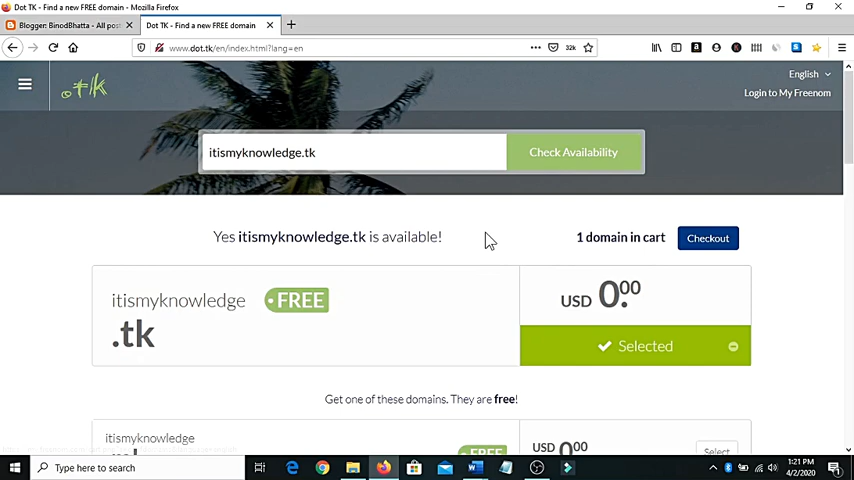 Dot TK - Find a new FREE domain - Mozilla Firefox
Blogger: BinodBhatta - All post
Dot TK - Find a new FREE domain
www.dot.tk/en/index.html?lang=en
32k
.tk
English
Login to My Freenom
itismyknowledge.tk
Check Availability
Yes itismyknowledge.tk is available!
1 domain in cart
Checkout
itismyknowledge
FREE
.tk
USD 0.00
Selected
Get one of these domains. They are free!
itismyknowledge
FREE
USD 0.00
Select
Type here to search
1:21 PM
4/2/2020